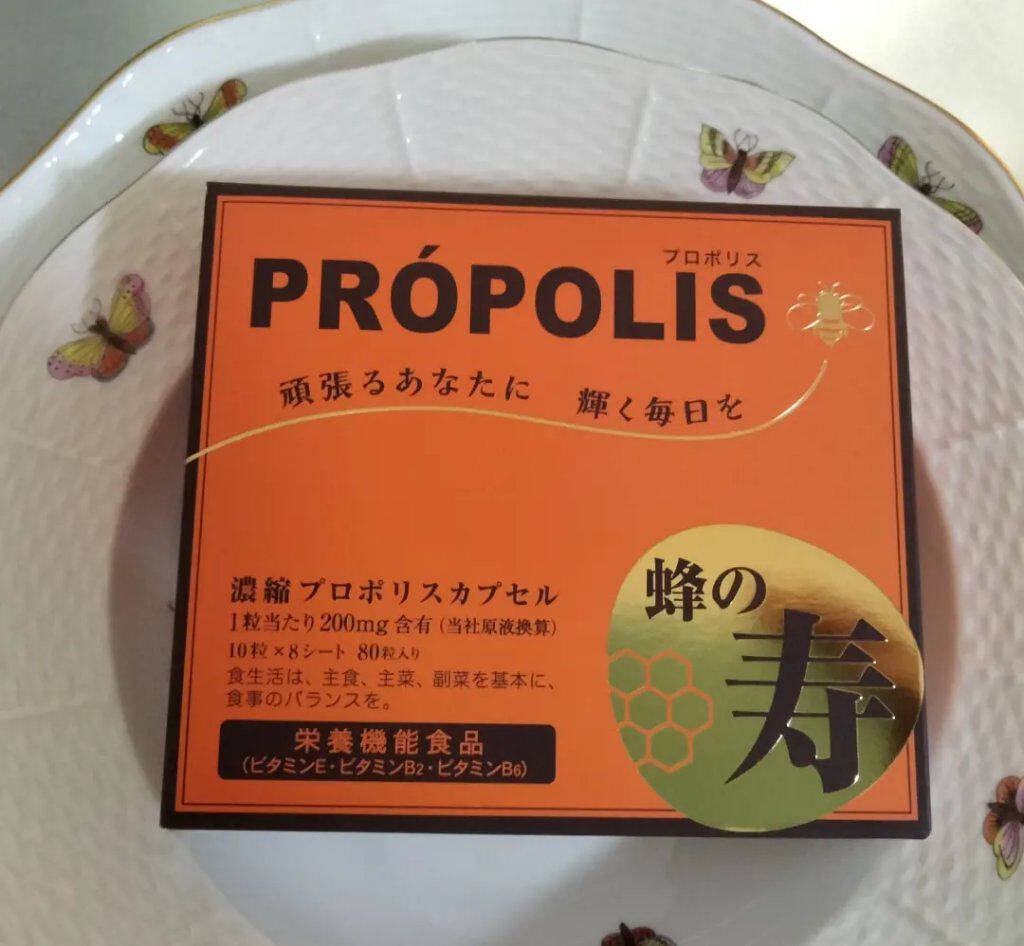 プロポリス
PRÓPOLIS
頑張るあなたに 輝く毎日を
濃縮 プロポリスカプセル
1粒当たり200mg含有(当社原液換算)
10粒×8シート 80粒入り
食生活は、主食、主菜、副菜を基本に、
食事のバランスを。
栄養機能食品
(ビタミンE・ビタミンB2・ビタミンB6)
蜂の
寿